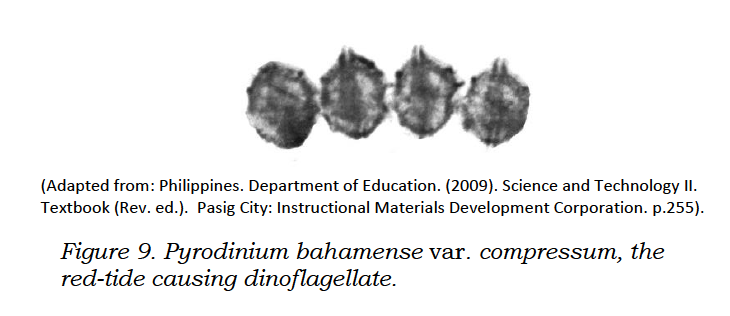 (Adapted from: Philippines. Department of Education. (2009). Science and Technology II.
Textbook (Rev. ed.).  Pasig City: Instructional Materials Development Corporation. p.255).
Figure 9. Pyrodinium bahamense var. compressum, the
red-tide causing dinoflagellate.